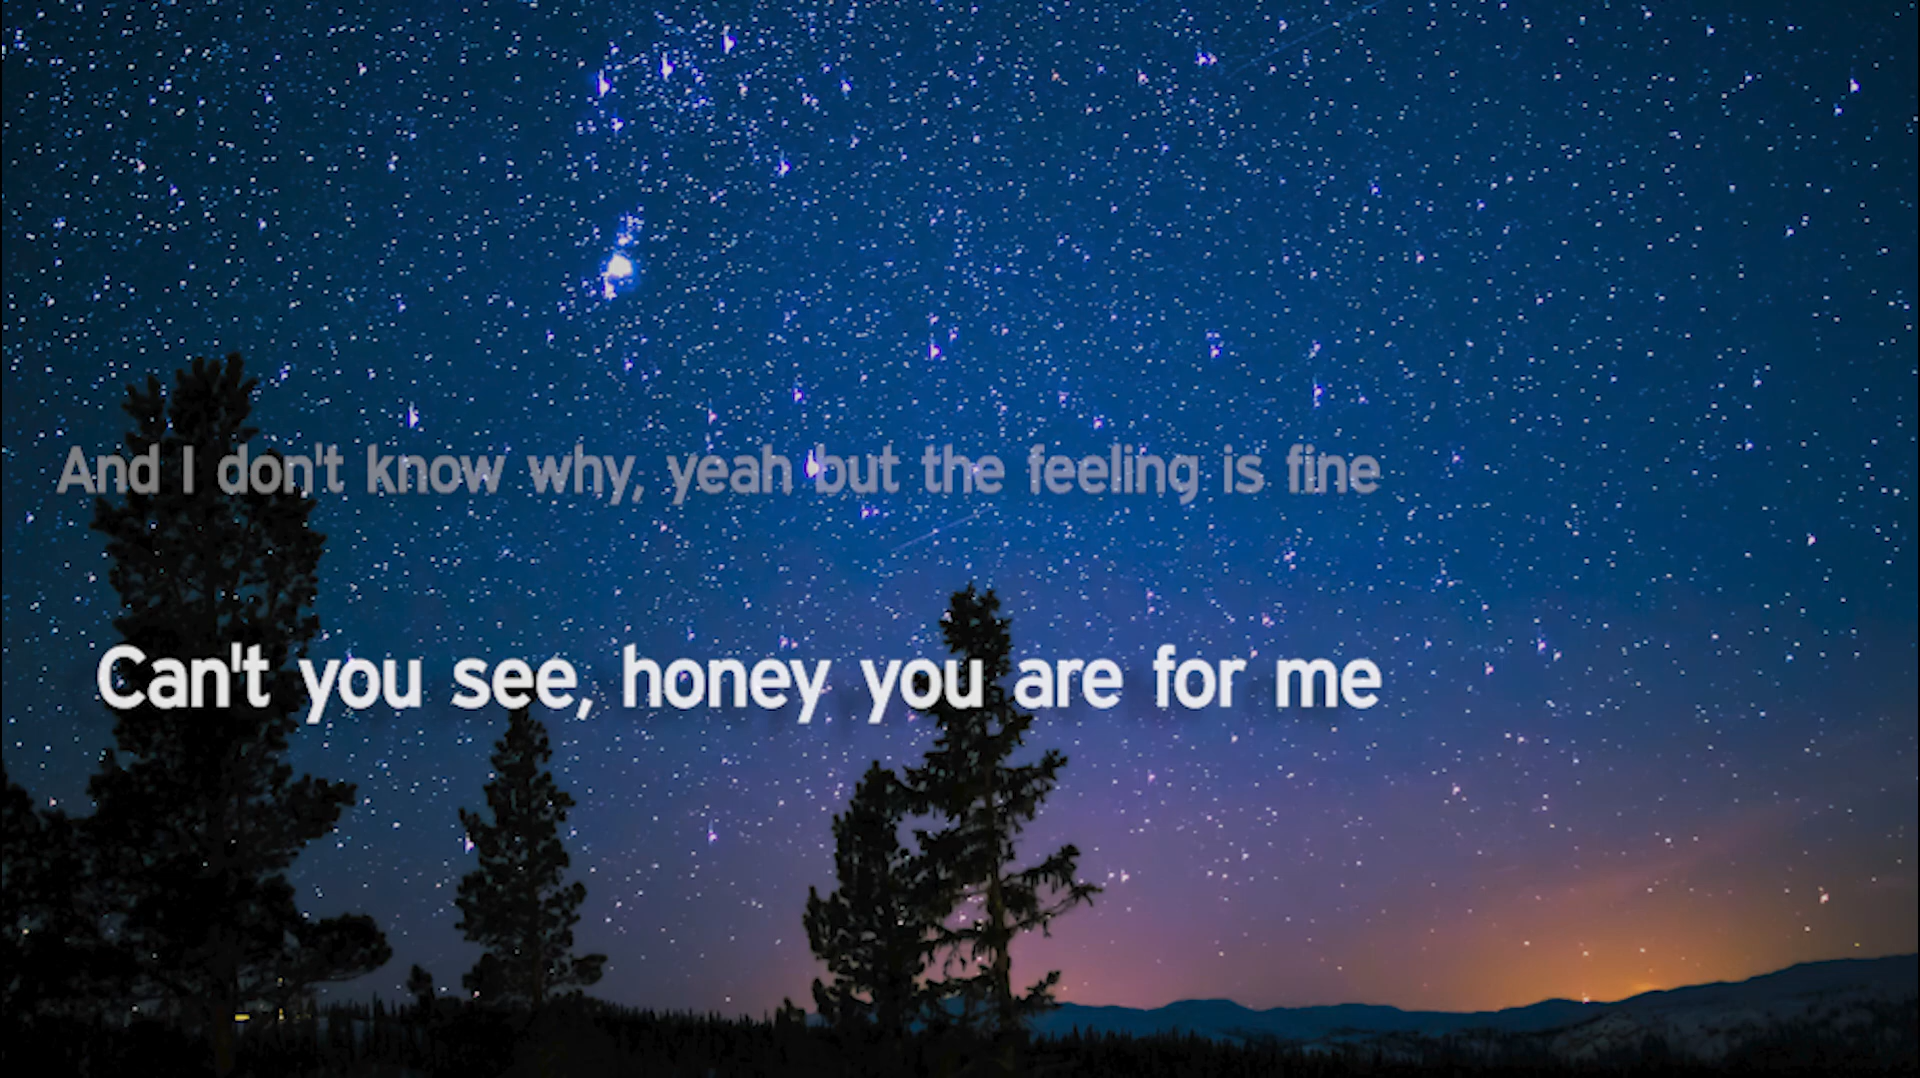 And I don't know why, yeah but the feeling is fine
Can't you see, honey you are for me